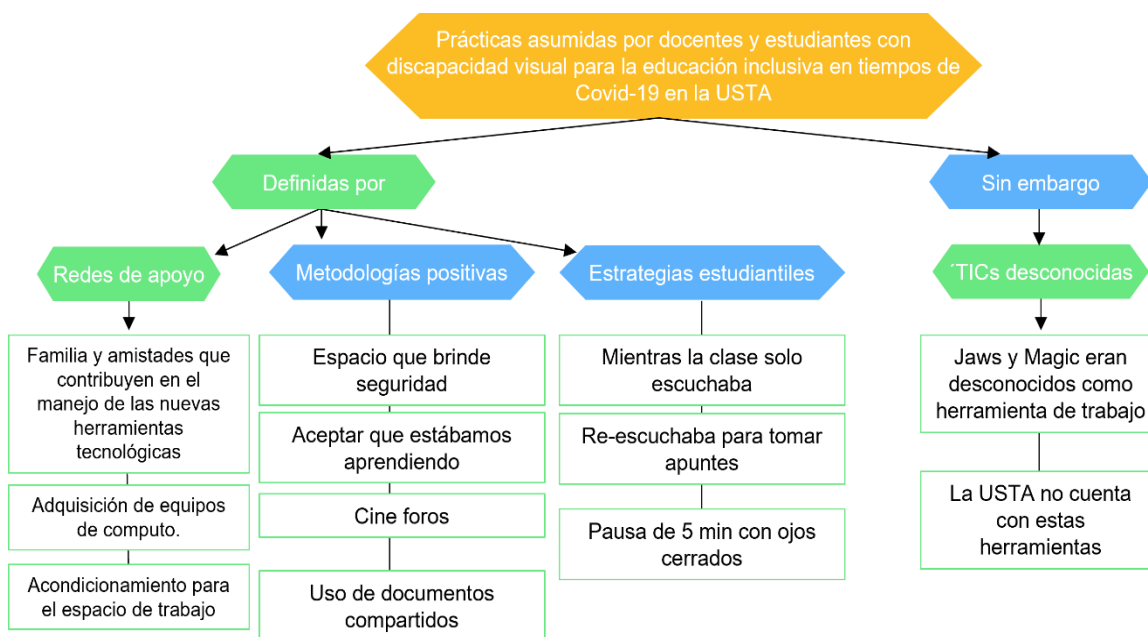 Prácticas asumidas por docentes y estudiantes con
discapacidad visual para la educación inclusiva en tiempos de
Covid-19 en la USTA
Definidas por
Sin embargo
Redes de apoyo
Metodologías positivas
Estrategias estudiantiles
´TICs desconocidas
Familia y amistades que
contribuyen en el
manejo de las nuevas
herramientas
tecnológicas
Adquisición de equipos
de computo.
Acondicionamiento para
el espacio de trabajo
Espacio que brinde
seguridad
Aceptar que estábamos
aprendiendo
Cine foros
Uso de documentos
compartidos
Mientras la clase solo
escuchaba
Re-escuchaba para tomar
apuntes
Pausa de 5 min con ojos
cerrados
Jaws y Magic eran
desconocidos como
herramienta de trabajo
La USTA no cuenta
con estas
herramientas